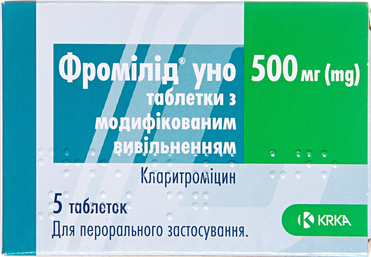 Фромілід® уно 500 мг (mg)
таблетки з
модифікованим
вивільненням
Кларитроміцин
5 таблеток
Для перорального застосування.
KRKA